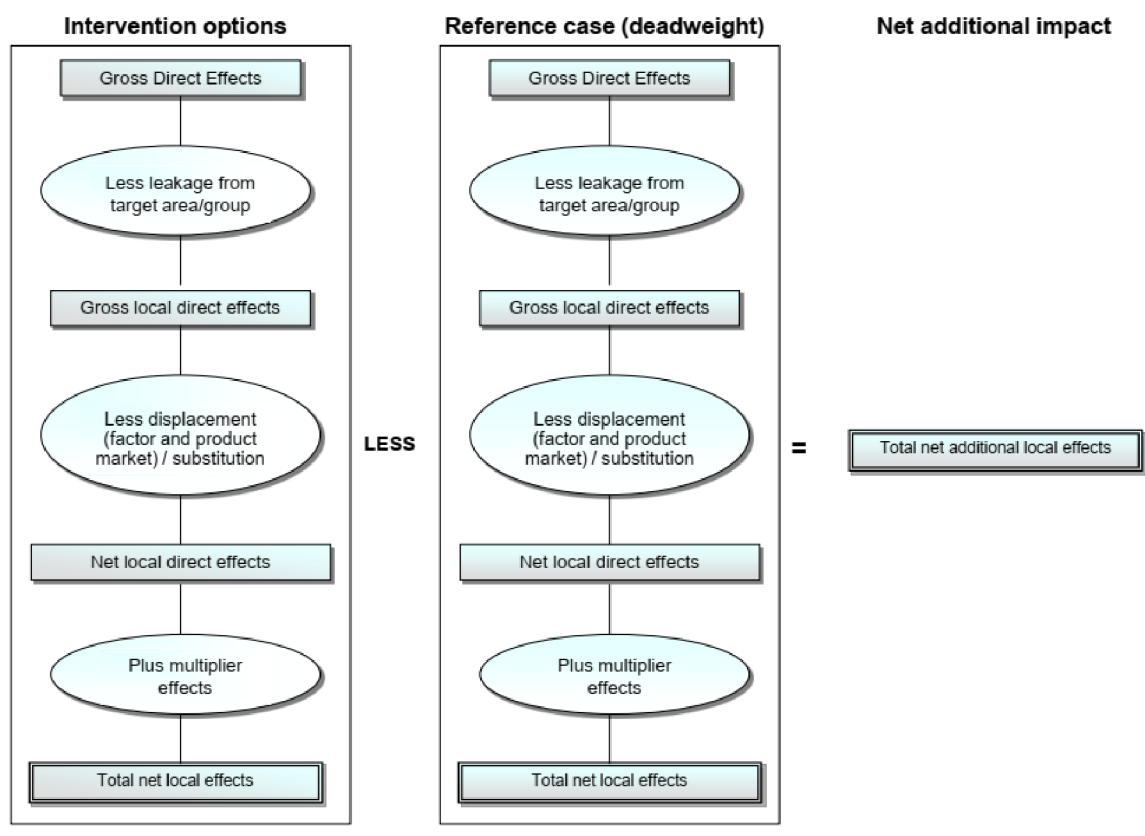 Intervention options
Gross Direct Effects
Less leakage from
target area/group
Gross local direct effects
Less displacement
(factor and product
market) / substitution
Net local direct effects
Plus multiplier
effects
Total net local effects
LESS
Reference case (deadweight)
Gross Direct Effects
Less leakage from
target area/group
Gross local direct effects
Less displacement
(factor and product
market) / substitution
Net local direct effects
Plus multiplier
effects
Total net local effects
=
Net additional impact
Total net additional local effects